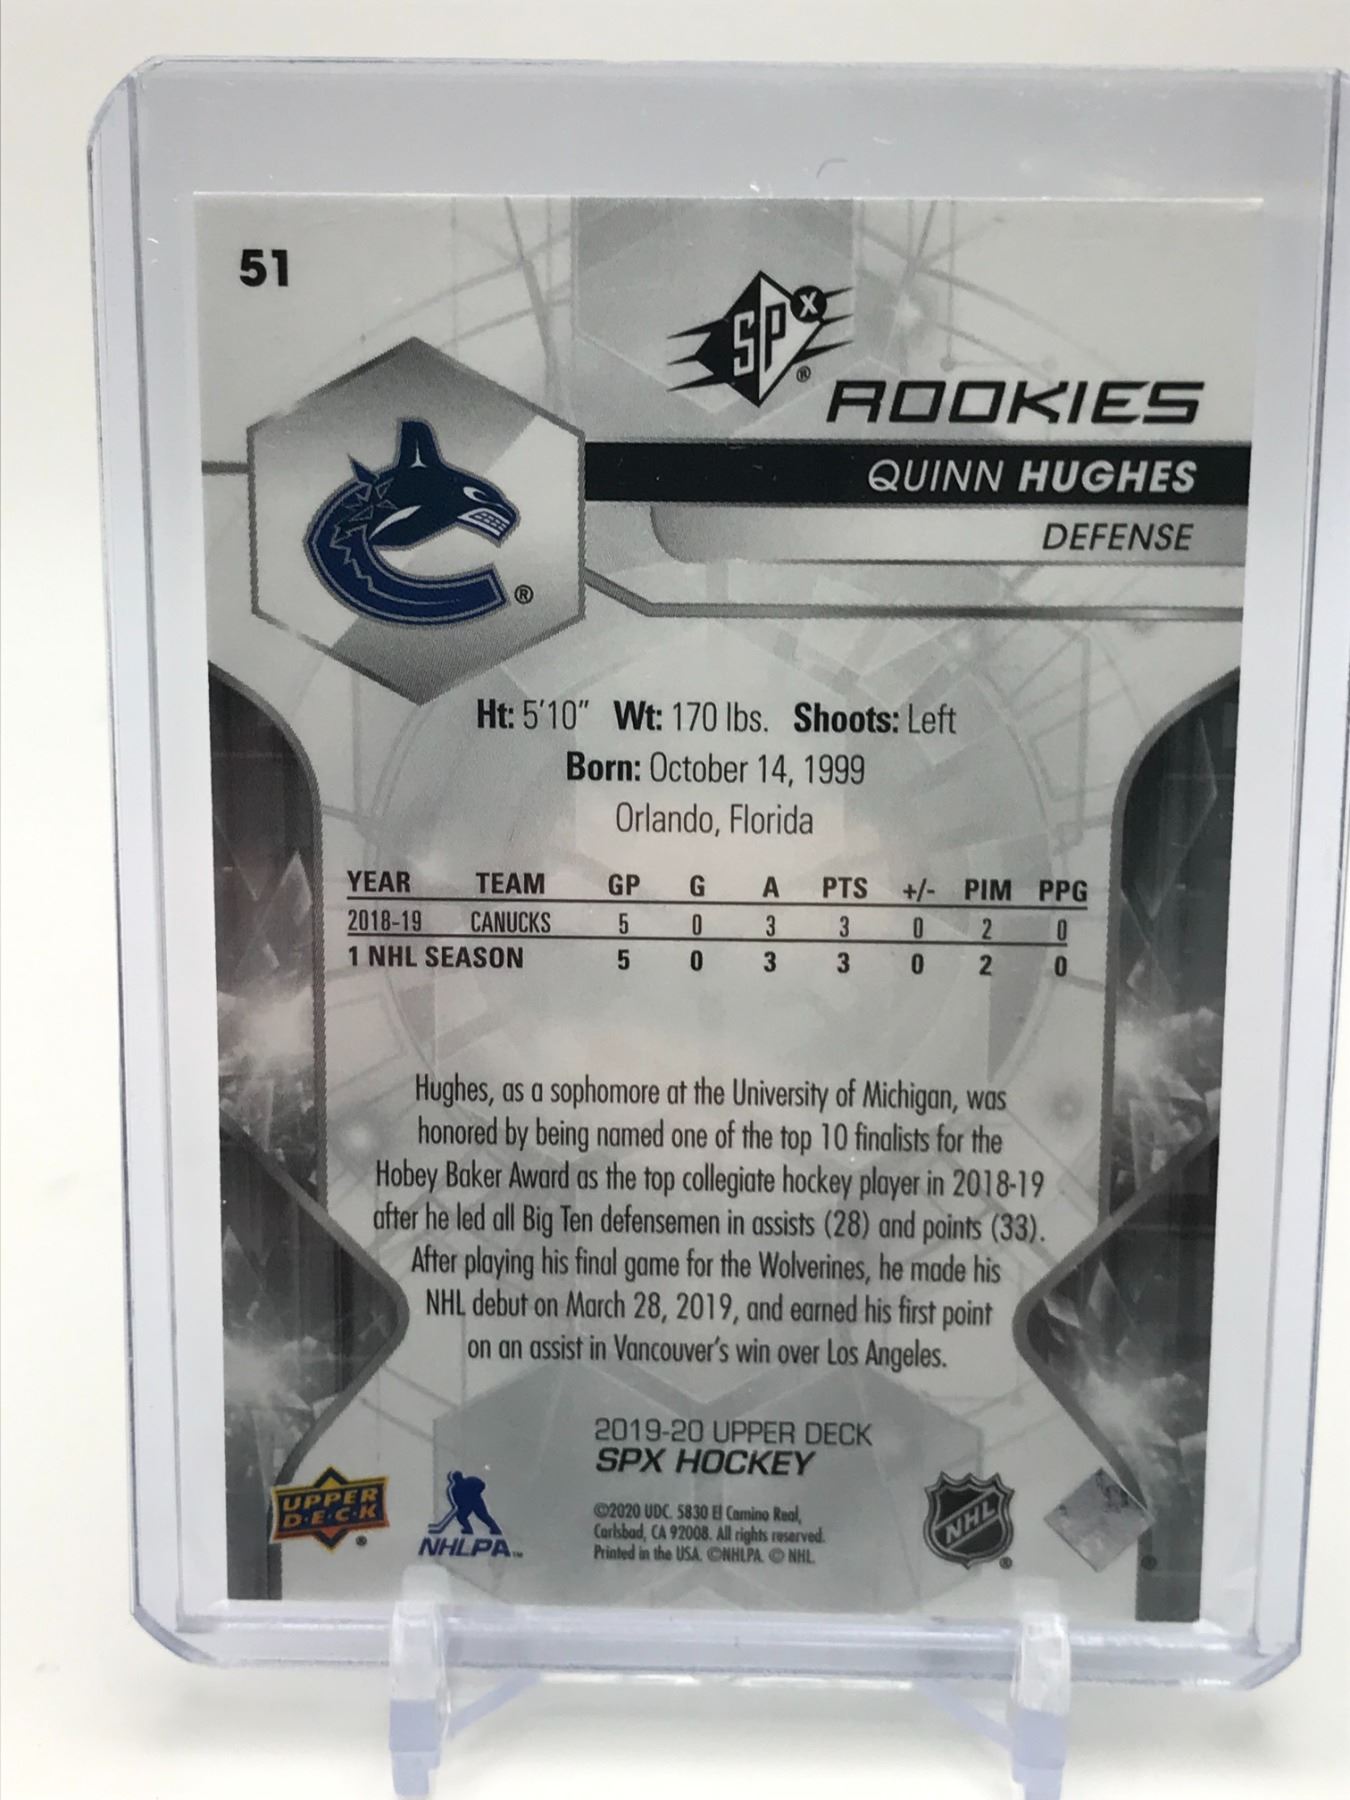 51
SPx®
ROOKIES
QUINN HUGHES
DEFENSE
®
Ht: 5'10" Wt: 170 lbs. Shoots: Left
Born: October 14, 1999
Orlando, Florida
YEAR TEAM GP G A PTS +/- PIM PPG
2018-19 CANUCKS 5 0 3 3 0 2 0
1 NHL SEASON 5 0 3 3 0 2 0
Hughes, as a sophomore at the University of Michigan, was
honored by being named one of the top 10 finalists for the
Hobey Baker Award as the top collegiate hockey player in 2018-19
after he led all Big Ten defensemen in assists (28) and points (33).
After playing his final game for the Wolverines, he made his
NHL debut on March 28, 2019, and earned his first point
on an assist in Vancouver's win over Los Angeles.
2019-20 UPPER DECK
SPX HOCKEY
©2020 UDC. 5830 El Camino Real,
Carlsbad, CA 92008. All rights reserved.
Printed in the USA. ©NHLPA. © NHL.
UPPER
D•E•C•K®
NHLPA™
NHL®
®